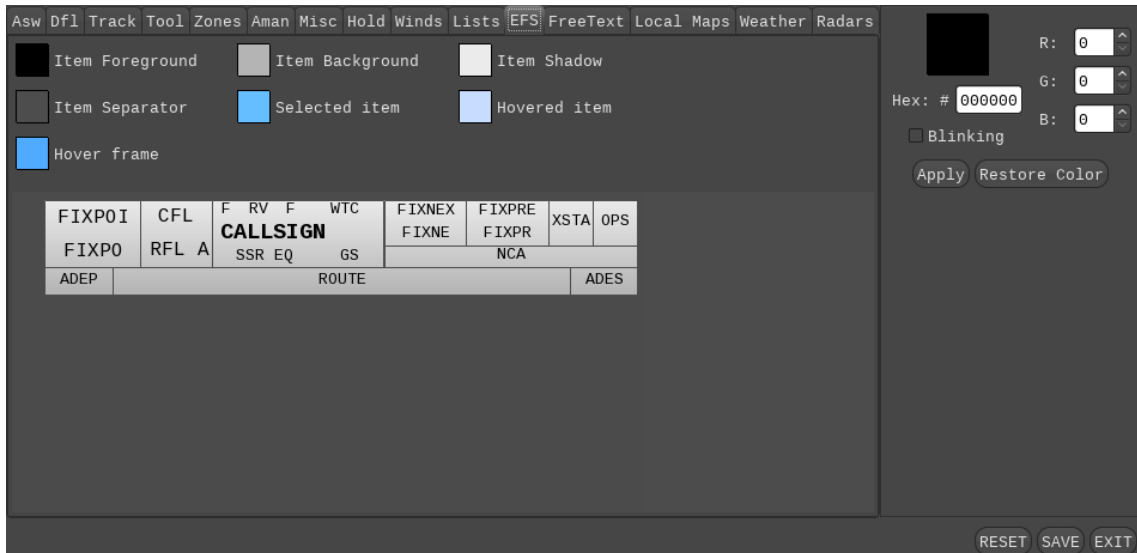 Asw Dfl Track Tool Zones Aman Misc Hold Winds Lists EFS FreeText Local Maps Weather Radars
Item Foreground Item Background Item Shadow
Item Separator Selected item Hovered item
Hover frame
FIXPOI CFL F RV F WTC FIXNEX FIXPRE XSTA OPS
CALLSIGN FIXNE FIXPR
FIXPO RFL A SSR EQ GS NCA
ADEP ROUTE ADES
R: 0
G: 0
Hex: # 000000
B: 0
Blinking
Apply Restore Color
RESET SAVE EXIT